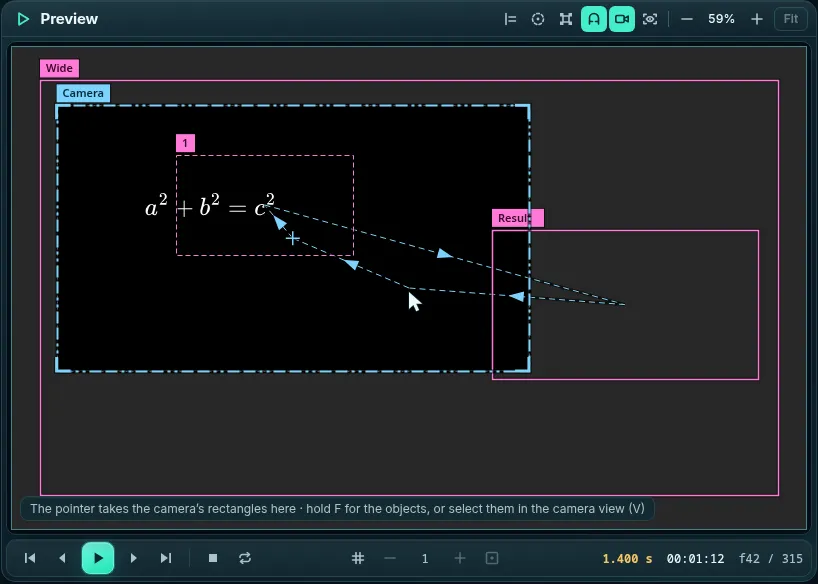 Preview
59%
Fit
Wide
Camera
1
a² + b² = c²
Result
The pointer takes the camera's rectangles here · hold F for the objects, or select them in the camera view (V)
1
1.400 s
00:01:12
f42 / 315